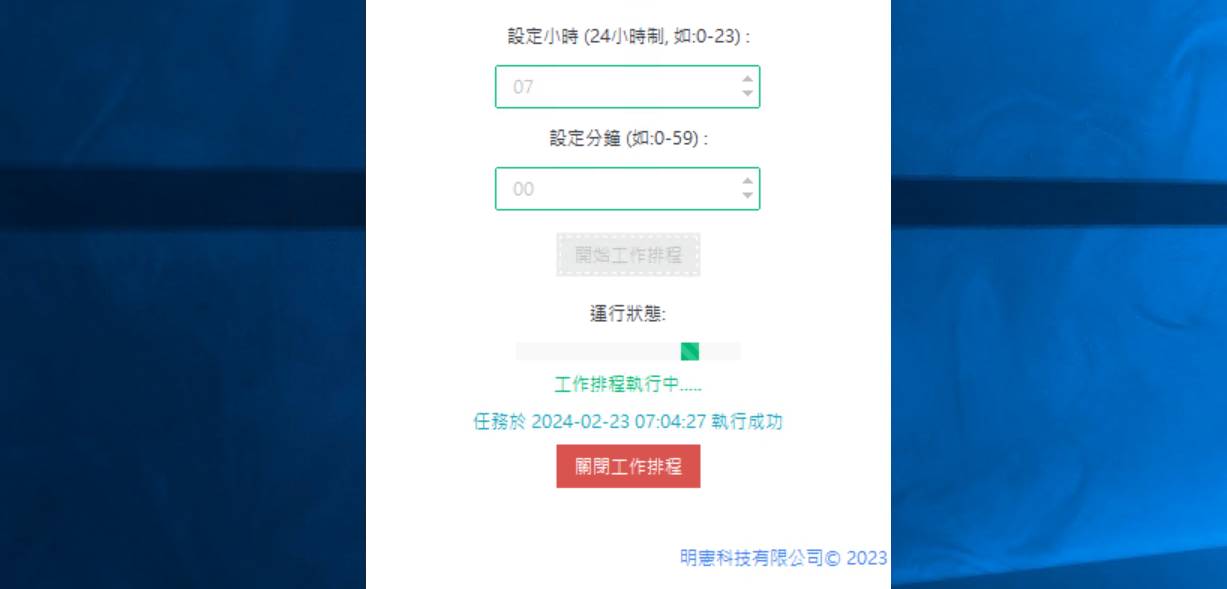 設定小時 (24小時制, 如:0-23) :
07
設定分鐘 (如:0-59) :
00
開始工作排程
運行狀態:
工作排程執行中.....
任務於 2024-02-23 07:04:27 執行成功
關閉工作排程
明憲科技有限公司© 2023